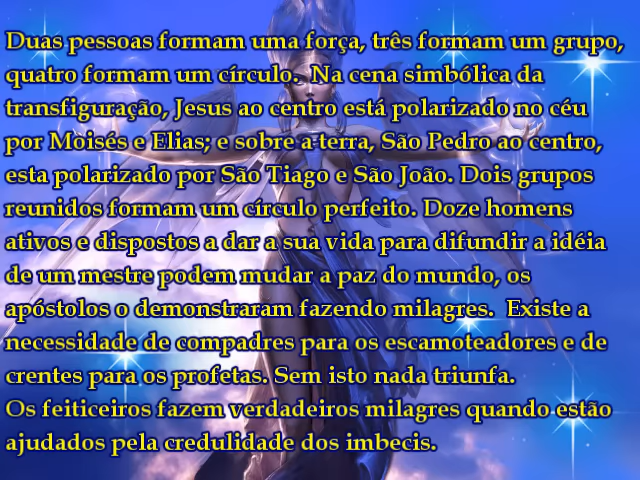 Duas pessoas formam uma força, três formam um grupo,
quatro formam um círculo.  Na cena simbólica da
transfiguração, Jesus ao centro está polarizado no céu
por Moisés e Elias; e sobre a terra, São Pedro ao centro,
esta polarizado por São Tiago e São João. Dois grupos
reunidos formam um círculo perfeito. Doze homens
ativos e dispostos a dar a sua vida para difundir a idéia
de um mestre podem mudar a paz do mundo, os
apóstolos o demonstraram fazendo milagres.  Existe a
necessidade de compadres para os escamoteadores e de
crentes para os profetas. Sem isto nada triunfa.
Os feiticeiros fazem verdadeiros milagres quando estão
ajudados pela credulidade dos imbecis.